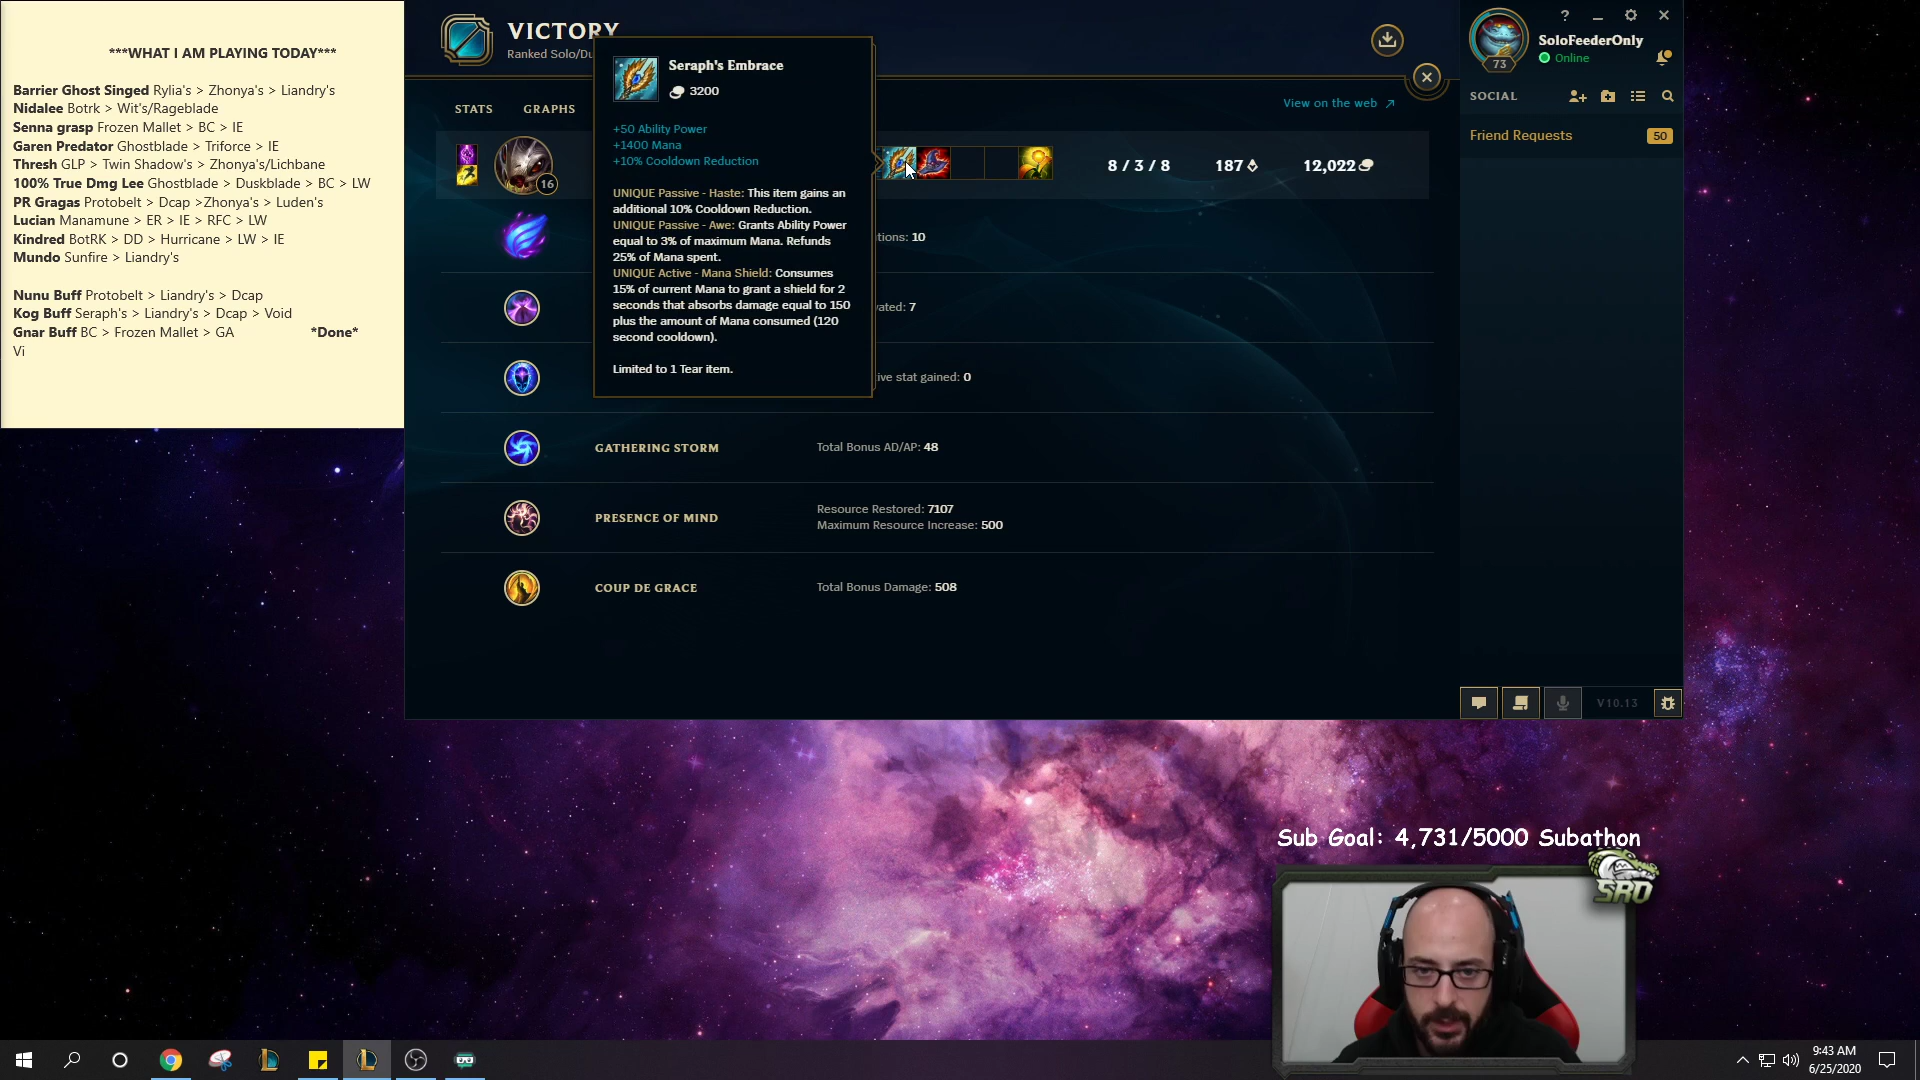 ***WHAT I AM PLAYING TODAY***
Barrier Ghost Singed Rylia's > Zhonya's > Liandry's
Nidalee Botrk > Wit's/Rageblade
Senna grasp Frozen Mallet > BC > IE
Garen Predator Ghostblade > Triforce > IE
Thresh GLP > Twin Shadow's > Zhonya's/Lichbane
100% True Dmg Lee Ghostblade > Duskblade > BC > LW
PR Gragas Protobelt > Dcap >Zhonya's > Luden's
Lucian Manamune > ER > IE > RFC > LW
Kindred BotRK > DD > Hurricane > LW > IE
Mundo Sunfire > Liandry's
Nunu Buff Protobelt > Liandry's > Dcap
Kog Buff Seraph's > Liandry's > Dcap > Void
Gnar Buff BC > Frozen Mallet > GA *Done*
Vi
VICTORY
Ranked Solo/Du
STATS GRAPHS
View on the web
16
8 / 3 / 8 187 12,022
Seraph's Embrace
3200
+50 Ability Power
+1400 Mana
+10% Cooldown Reduction
UNIQUE Passive - Haste: This item gains an
additional 10% Cooldown Reduction.
UNIQUE Passive - Awe: Grants Ability Power
equal to 3% of maximum Mana. Refunds
25% of Mana spent.
UNIQUE Active - Mana Shield: Consumes
15% of current Mana to grant a shield for 2
seconds that absorbs damage equal to 150
plus the amount of Mana consumed (120
second cooldown).
Limited to 1 Tear item.
tions: 10
vated: 7
ive stat gained: 0
GATHERING STORM Total Bonus AD/AP: 48
PRESENCE OF MIND Resource Restored: 7107
Maximum Resource Increase: 500
COUP DE GRACE Total Bonus Damage: 508
SoloFeederOnly
Online
73
SOCIAL
Friend Requests 50
V10.13
Sub Goal: 4,731/5000 Subathon
SRO
9:43 AM
6/25/2020